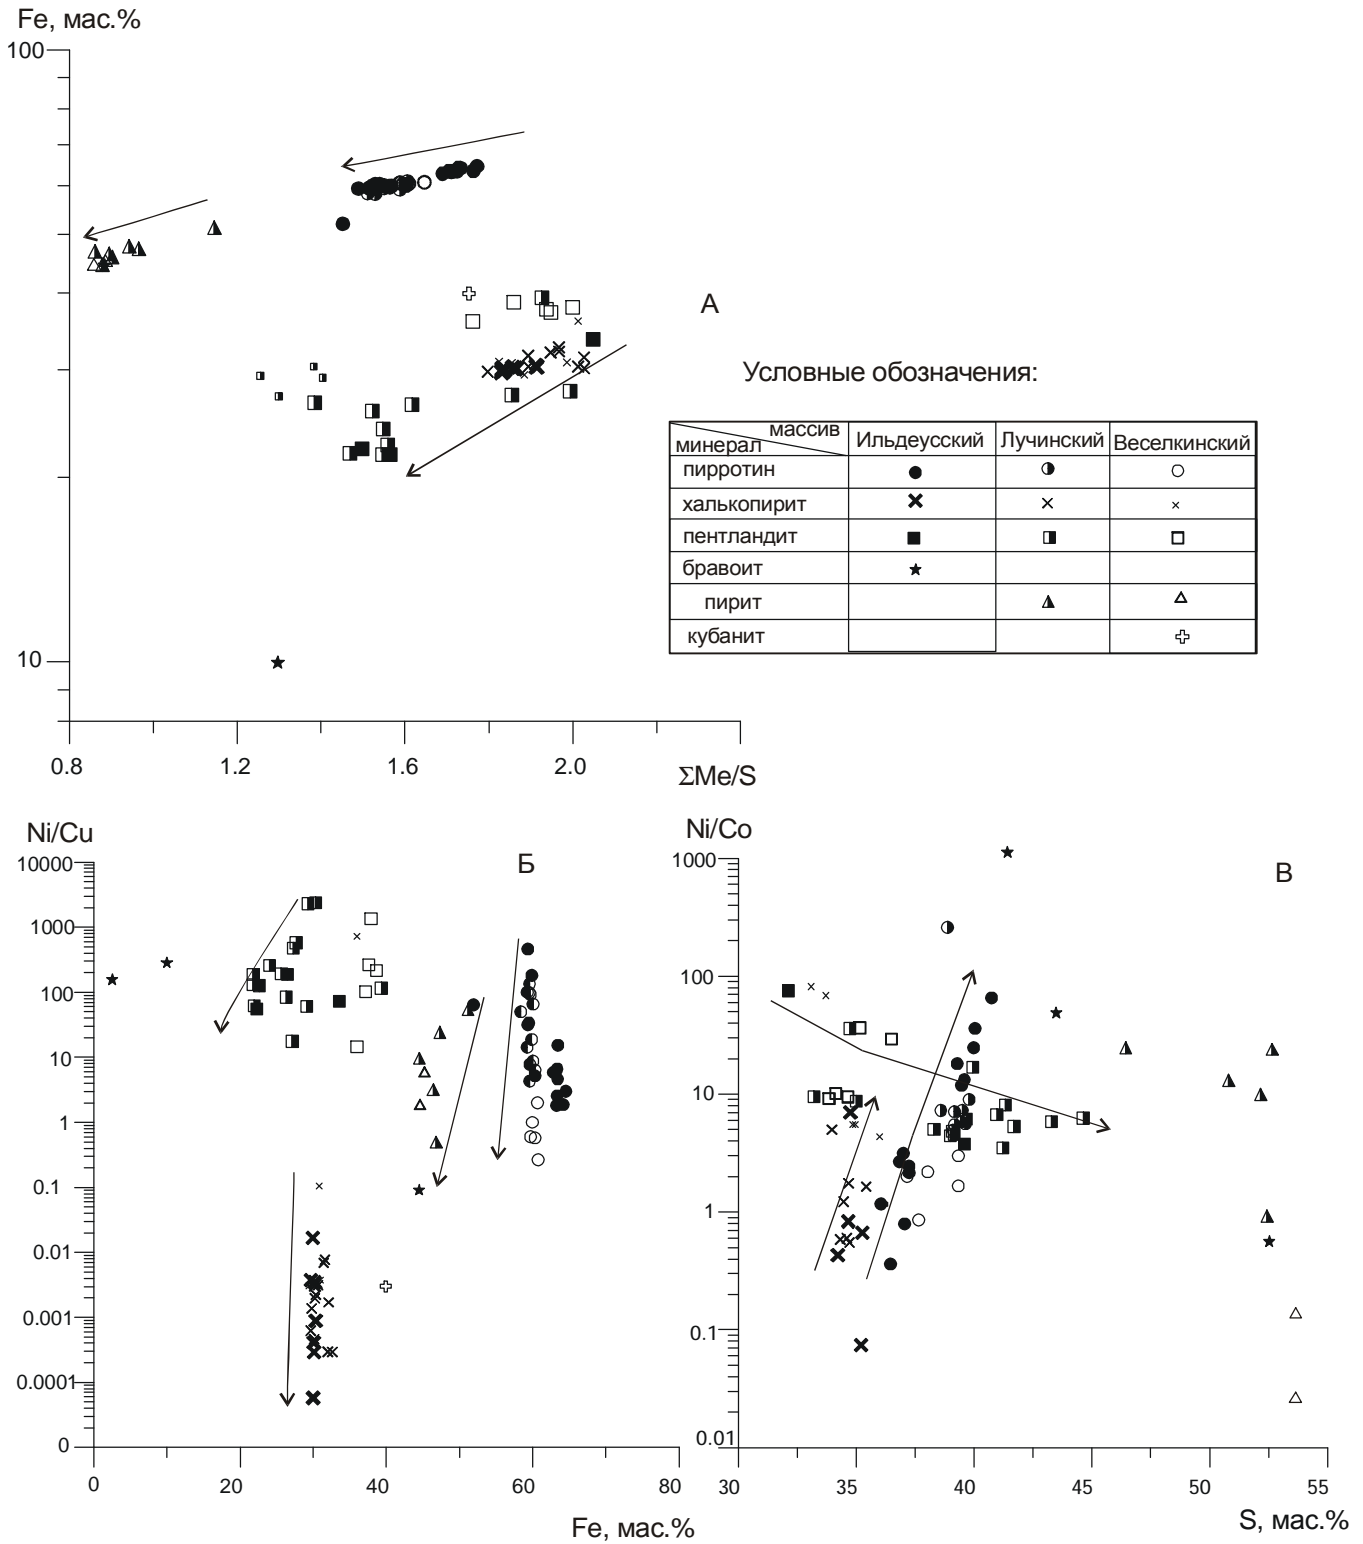 Fe, мас.%
100
10
0.8 1.2 1.6 2.0
ΣMe/S
А
Условные обозначения:
массив
минерал
Ильдеусский Лучинский Веселкинский
пирротин
халькопирит
пентландит
бравоит
пирит
кубанит
Ni/Cu
Б
10000
1000
100
10
1
0.1
0.01
0.001
0.0001
0
0 20 40 60 80
Fe, мас.%
Ni/Co
В
1000
100
10
1
0.1
0.01
30 35 40 45 50 55
S, мас.%